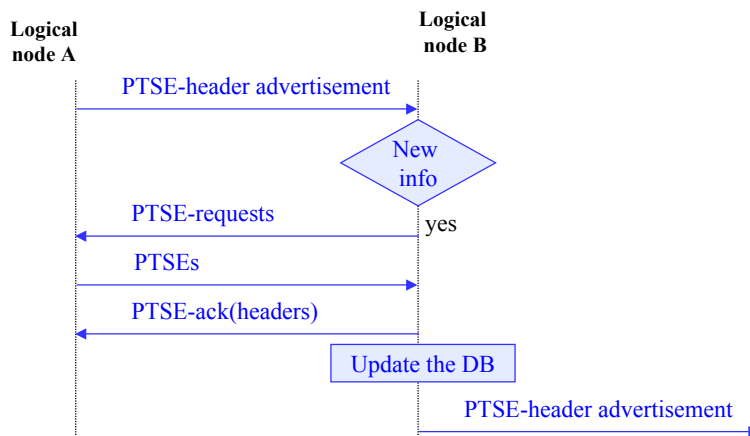 Logical
node A
Logical
node B
PTSE-header advertisement
New
info
PTSE-requests
yes
PTSEs
PTSE-ack(headers)
Update the DB
PTSE-header advertisement